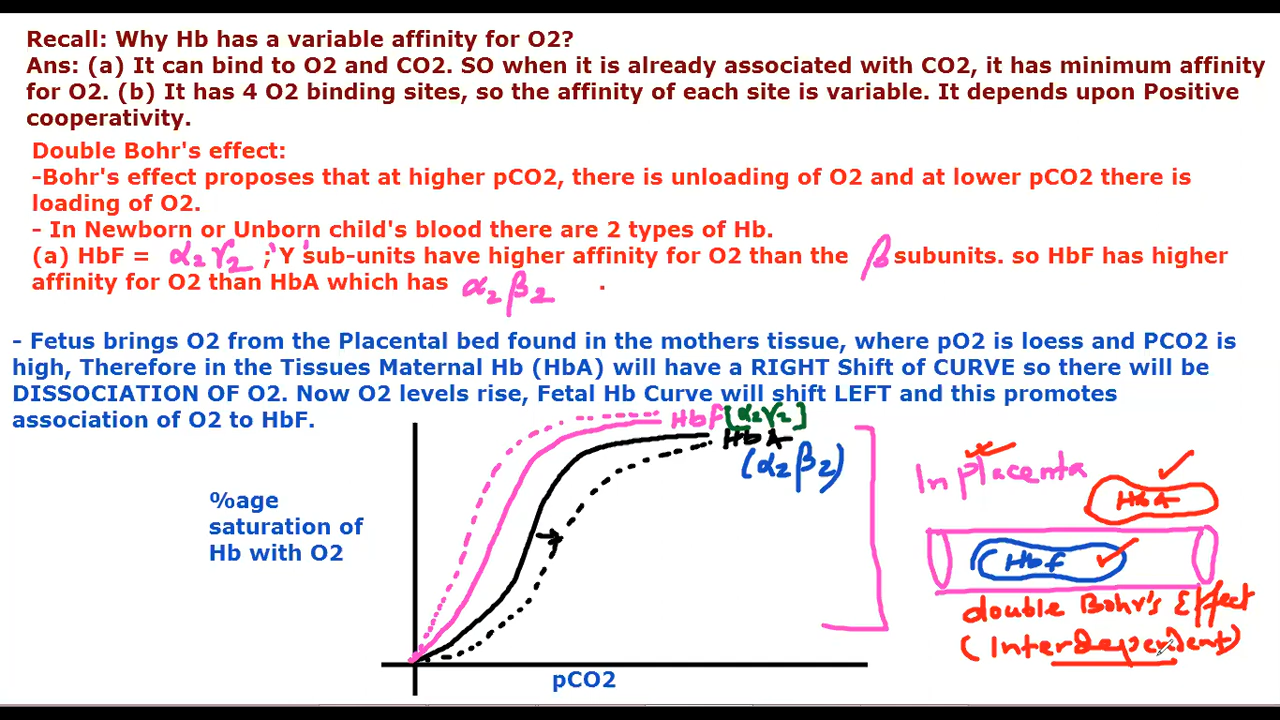 Recall: Why Hb has a variable affinity for O2?
Ans: (a) It can bind to O2 and CO2. SO when it is already associated with CO2, it has minimum affinity
for O2. (b) It has 4 O2 binding sites, so the affinity of each site is variable. It depends upon Positive
cooperativity.
Double Bohr's effect:
-Bohr's effect proposes that at higher pCO2, there is unloading of O2 and at lower pCO2 there is
loading of O2.
- In Newborn or Unborn child's blood there are 2 types of Hb.
(a) HbF = α2 γ2 ; 'Y' sub-units have higher affinity for O2 than the β subunits. so HbF has higher
affinity for O2 than HbA which has α2 β2 .
- Fetus brings O2 from the Placental bed found in the mothers tissue, where pO2 is loess and PCO2 is
high, Therefore in the Tissues Maternal Hb (HbA) will have a RIGHT Shift of CURVE so there will be
DISSOCIATION OF O2. Now O2 levels rise, Fetal Hb Curve will shift LEFT and this promotes
association of O2 to HbF.
HbF [α2 γ2]
HbA
(α2 β2)
%age
saturation of
Hb with O2
pCO2
In placenta
HbA
Hbf
double Bohr's Effect
(Interdependent)